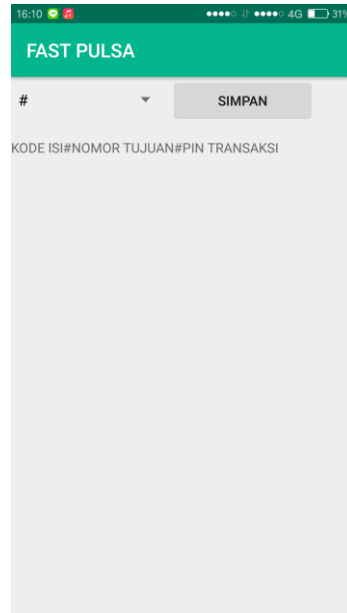 16:10 4G 31%
FAST PULSA
# SIMPAN
KODE ISI#NOMOR TUJUAN#PIN TRANSAKSI